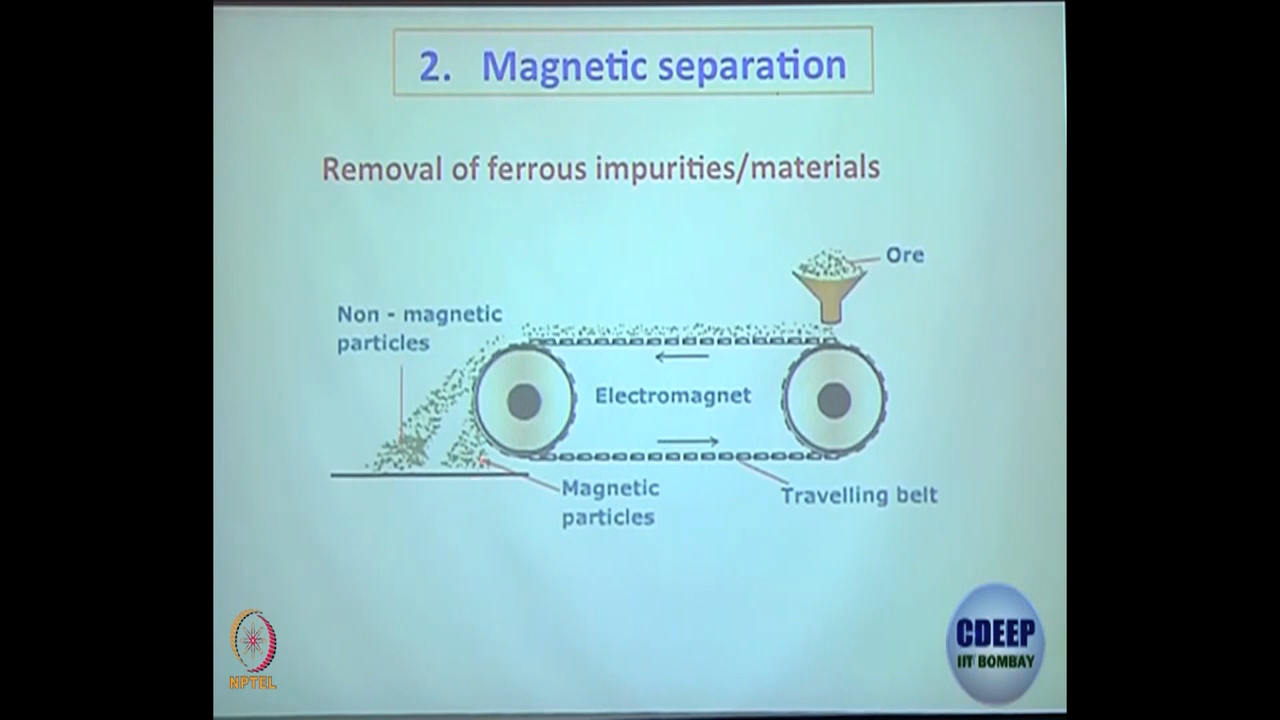 2. Magnetic separation
Removal of ferrous impurities/materials
Ore
Non - magnetic
particles
Electromagnet
Magnetic
particles
Travelling belt
NPTEL
CDEEP
IIT BOMBAY